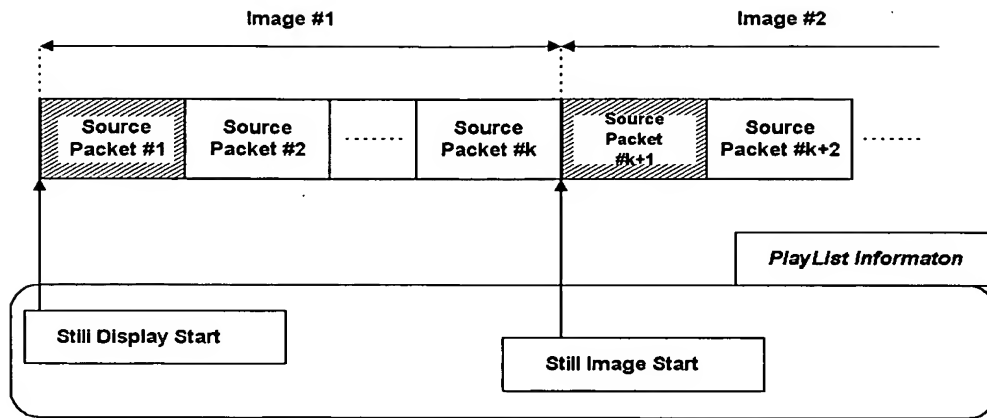 Image #1
Image #2
Source
Packet #1
Source
Packet #2
........
Source
Packet #k
Source
Packet
#k+1
Source
Packet #k+2
........
PlayList Informaton
Still Display Start
Still Image Start